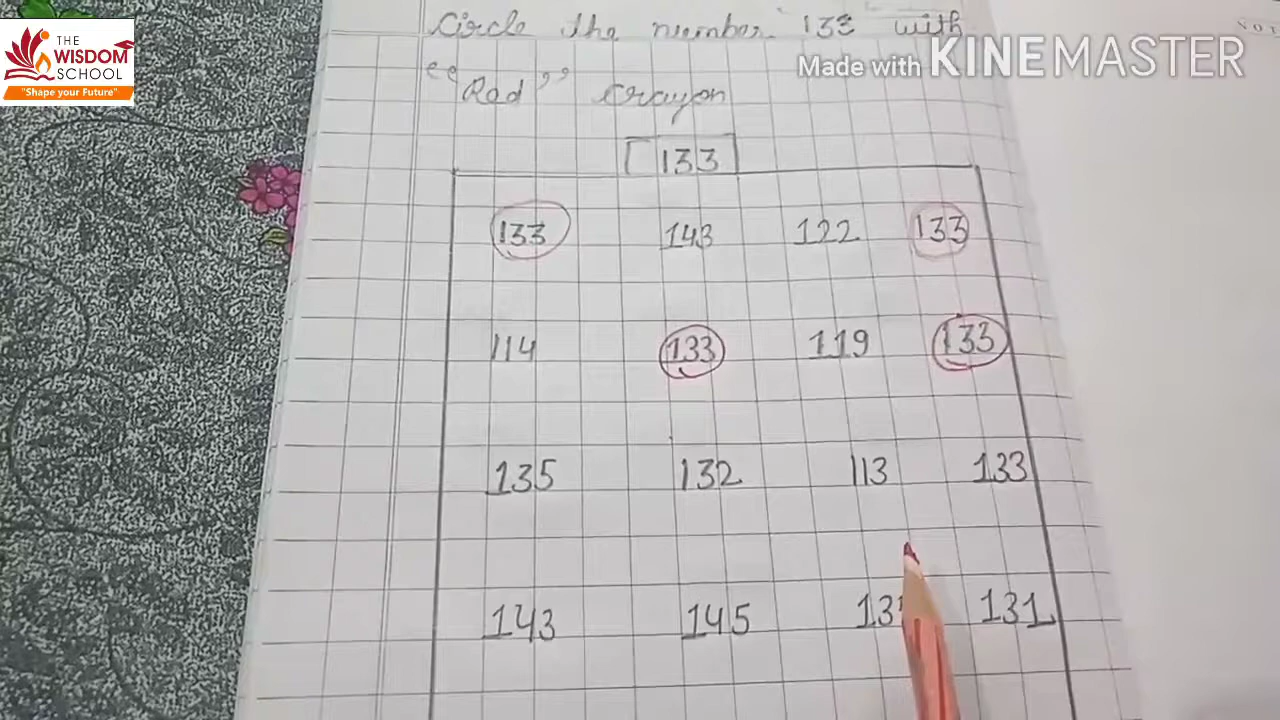 THE
WISDOM
SCHOOL
"Shape your Future"
Made with KINEMASTER
Circle the number 133 with
"Red" Crayon
133
133 143 122 133
114 133 119 133
135 132 113 133
143 145 131